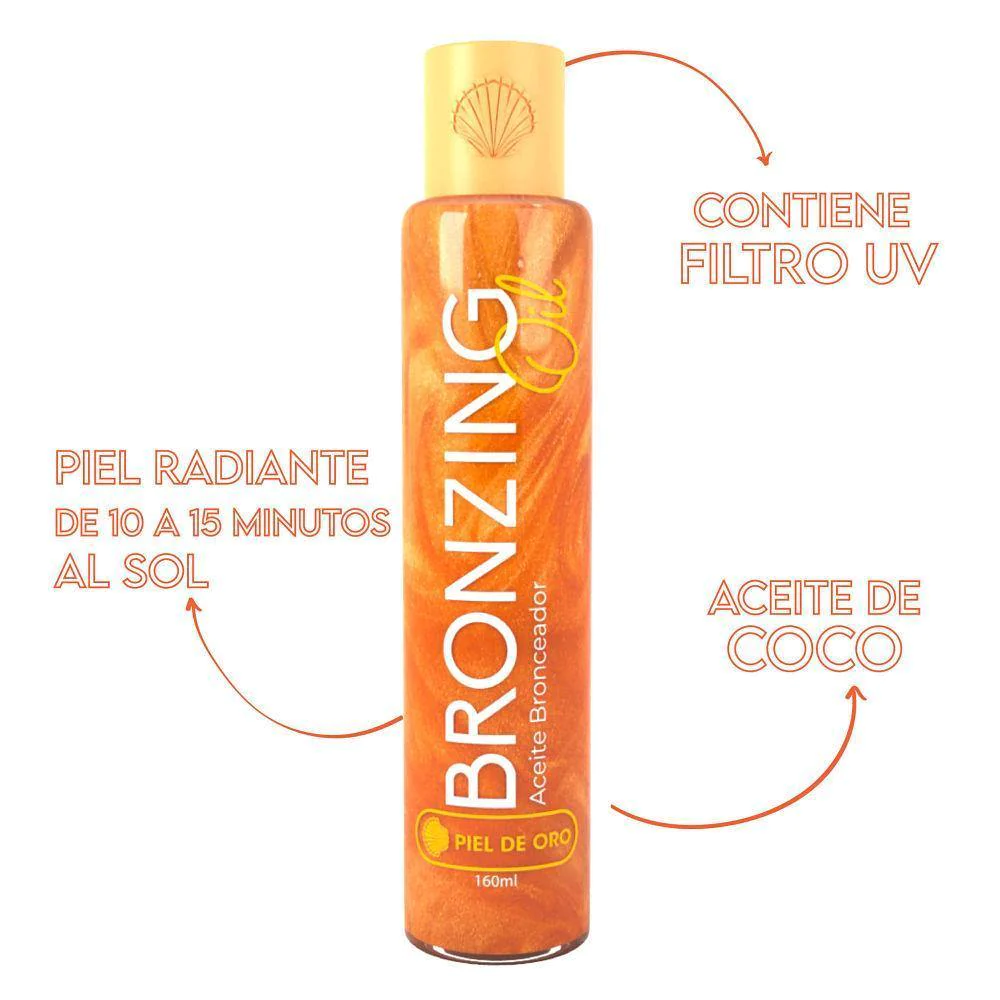 CONTIENE
FILTRO UV
PIEL RADIANTE
DE 10 A 15 MINUTOS
AL SOL
ACEITE DE
COCO
BRONZING
Oil
Aceite Bronceador
PIEL DE ORO
160ml